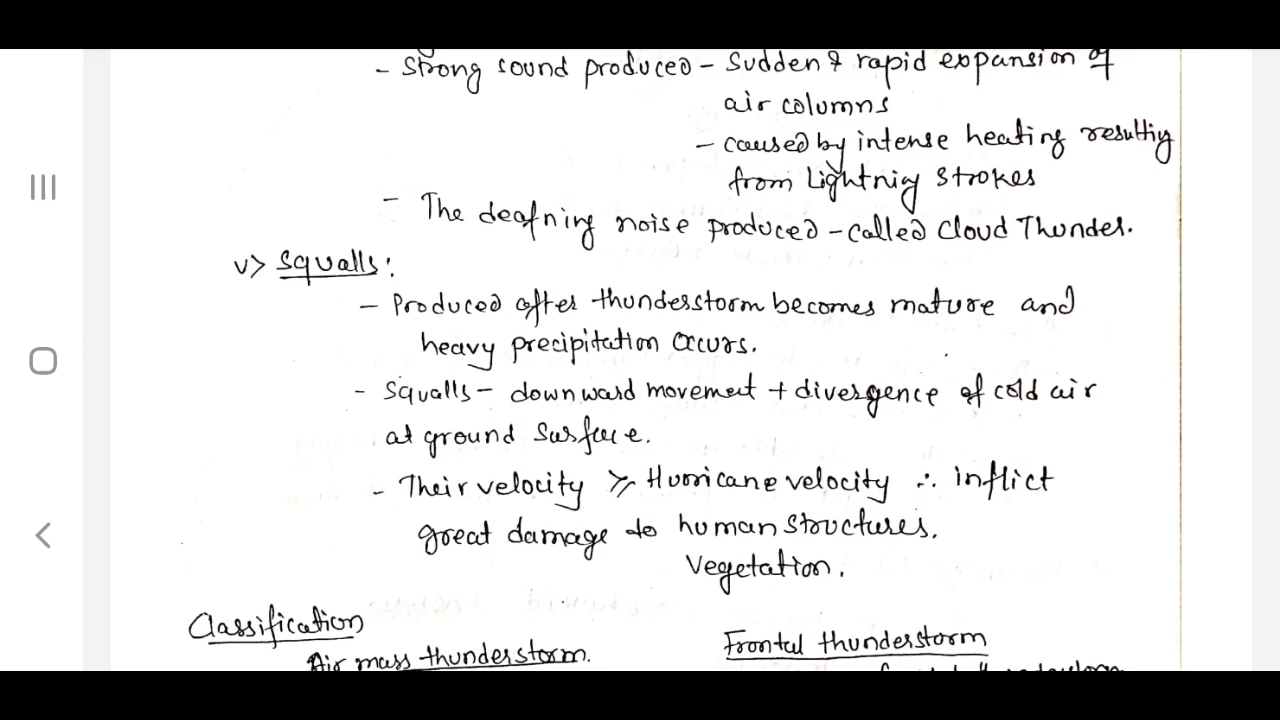 - Strong sound produced - Sudden & rapid expansion of
air columns
- caused by intense heating resulting
from Lightning strokes
- The deafning noise produced - called Cloud Thunder.
v> Squalls:
- Produced after thunderstorm becomes mature and
heavy precipitation occurs.
- Squalls - downward movement + divergence of cold air
at ground surface.
- Their velocity ⩾ Hurricane velocity ∴ inflict
great damage to human structures.
Vegetation.
Classification
Air mass thunderstorm.
Frontal thunderstorm